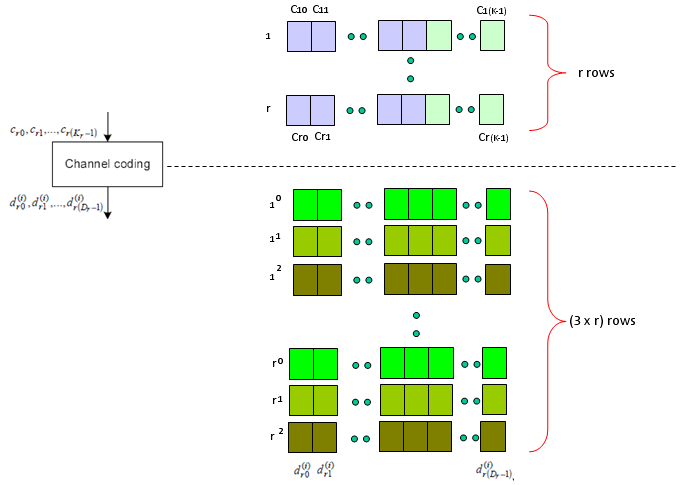 C10 C11 C1(K-1)
1
r rows
r
Cr0 Cr1 Cr(K-1)
c_{r0}, c_{r1}, ..., c_{r(K_r-1)}
Channel coding
d_{r0}^{(i)}, d_{r1}^{(i)}, ..., d_{r(D_r-1)}^{(i)}
1^0
1^1
1^2
(3 x r) rows
r^0
r^1
r^2
d_{r0}^{(i)} d_{r1}^{(i)} d_{r(D_r-1)}^{(i)},